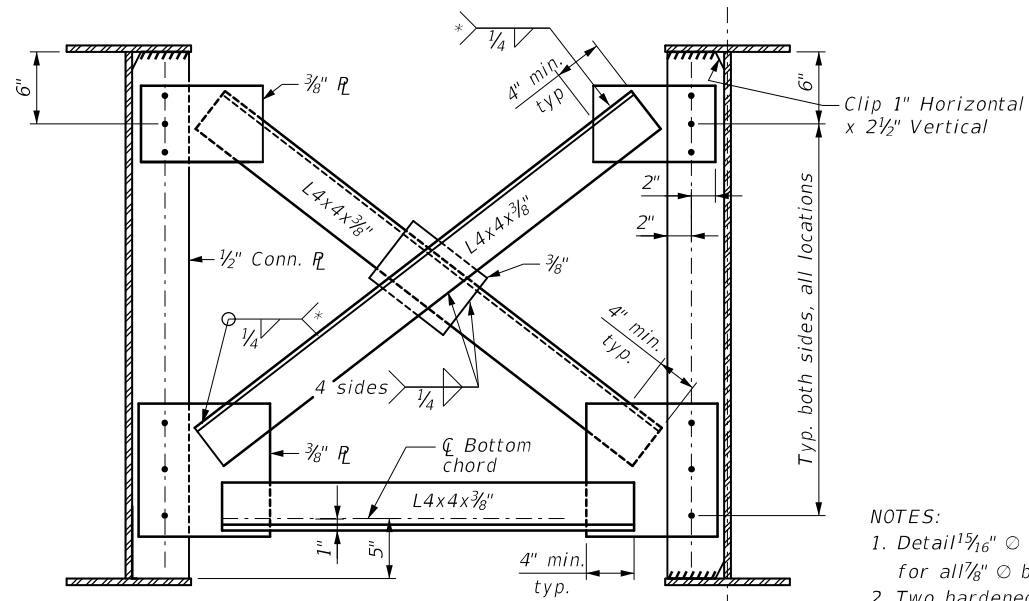 *
1/4
4" min.
typ
6"
3/8" PL
6"
Clip 1" Horizontal
x 2 1/2" Vertical
L4x4x3/8"
L4x4x3/8"
2"
2"
1/2" Conn. PL
3/8"
Typ. both sides, all locations
1/4
*
4" min.
typ.
4 sides
1/4
3/8" PL
CL Bottom
chord
L4x4x3/8"
1"
5"
4" min.
typ.
NOTES:
1. Detail 15/16" ∅
for all 7/8" ∅ b
2. Two hardened